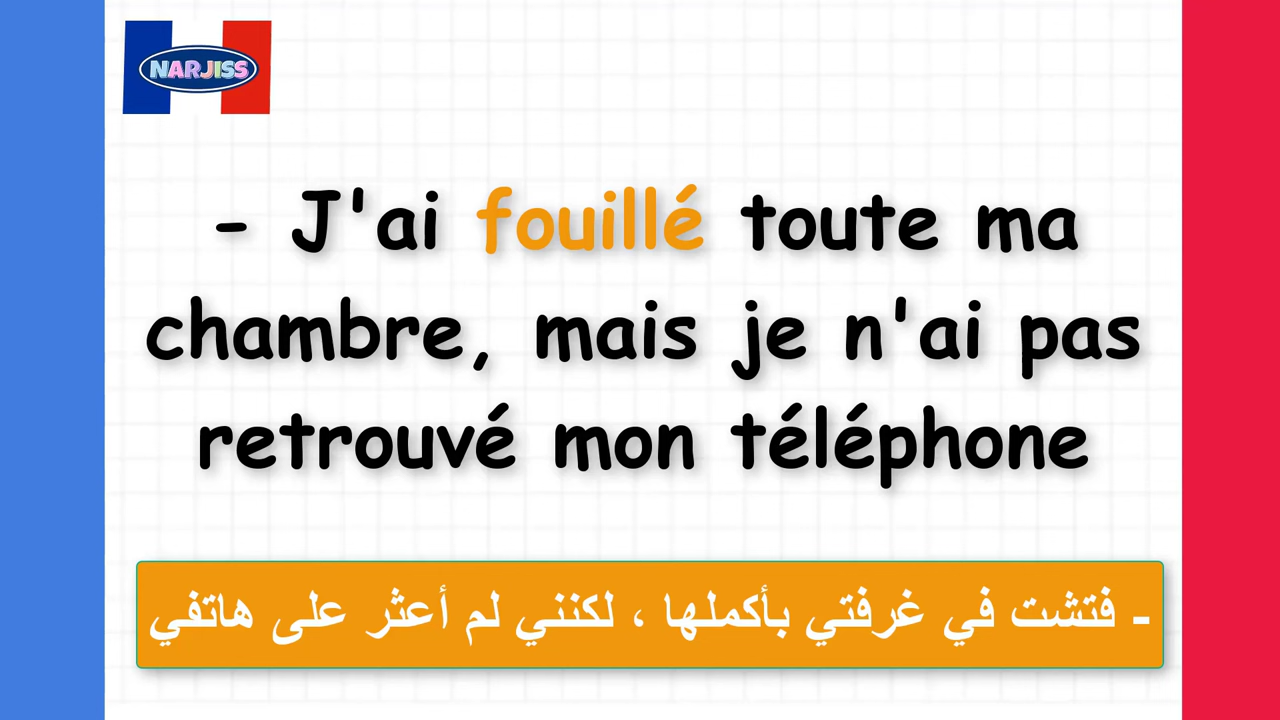 NARJISS
- J'ai fouillé toute ma
chambre, mais je n'ai pas
retrouvé mon téléphone
- فتشت في غرفتي بأكملها ، لكنني لم أعثر على هاتفي